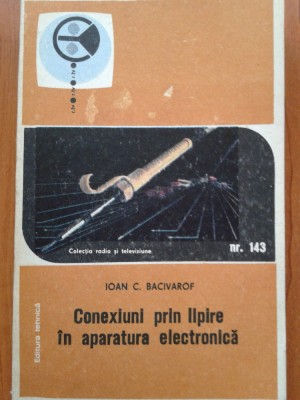 Colecția radio și televiziune
nr. 143
IOAN C. BACIVAROF
Conexiuni prin lipire
în aparatura electronică
Editura tehnică